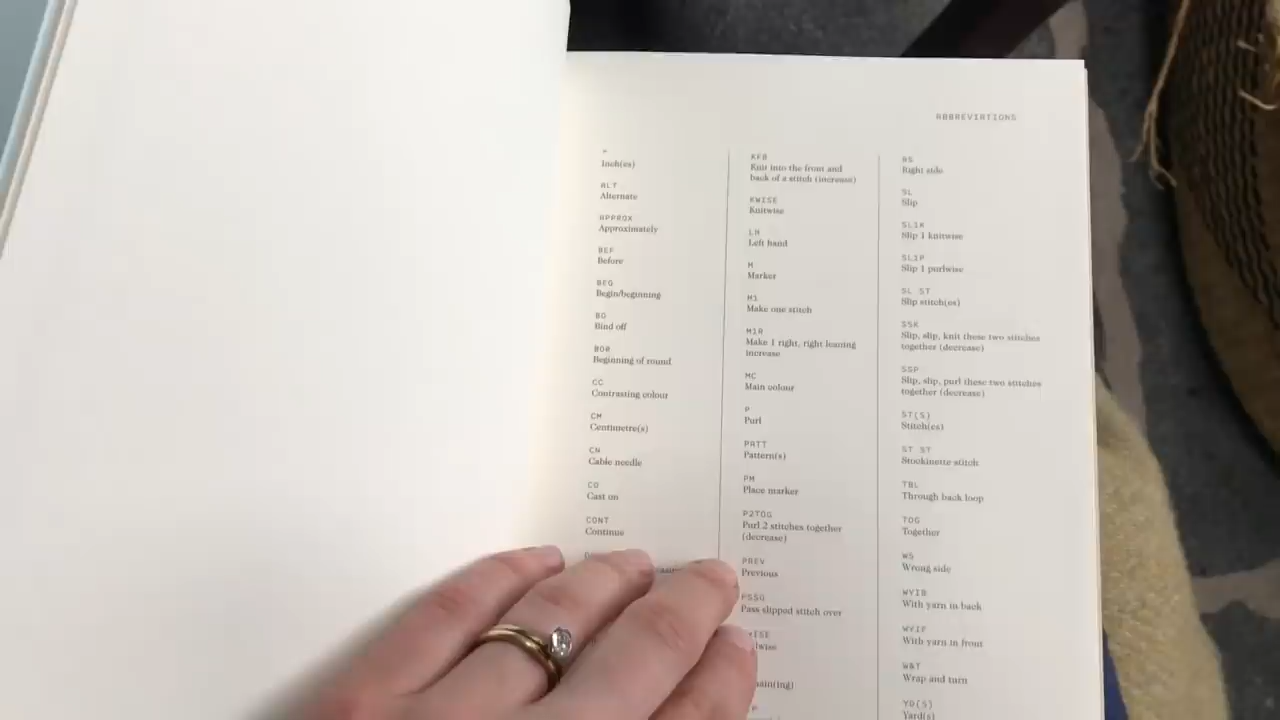 ABBREVIATIONS
"
Inch(es)
ALT
Alternate
APPROX
Approximately
BEF
Before
BEG
Begin/beginning
BO
Bind off
BOR
Beginning of round
CC
Contrasting colour
CM
Centimetre(s)
CN
Cable needle
CO
Cast on
CONT
Continue
KFB
Knit into the front and
back of a stitch (increase)
KWISE
Knitwise
LH
Left hand
M
Marker
M1
Make one stitch
M1R
Make 1 right, right leaning
increase
MC
Main colour
P
Purl
PATT
Pattern(s)
PM
Place marker
P2TOG
Purl 2 stitches together
(decrease)
PREV
Previous
PSSO
Pass slipped stitch over
RS
Right side
SL
Slip
SL1K
Slip 1 knitwise
SL1P
Slip 1 purlwise
SL ST
Slip stitch(es)
SSK
Slip, slip, knit these two stitches
together (decrease)
SSP
Slip, slip, purl these two stitches
together (decrease)
ST(S)
Stitch(es)
ST ST
Stockinette stitch
TBL
Through back loop
TOG
Together
WS
Wrong side
WYIB
With yarn in back
WYIF
With yarn in front
W&T
Wrap and turn
YD(S)
Yard(s)